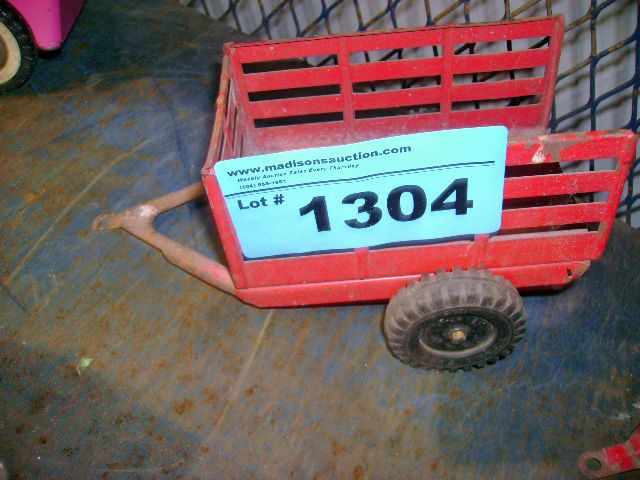 www.madisonsauction.com
Weekly Auction Sales Every Thursday
Lot # 1304